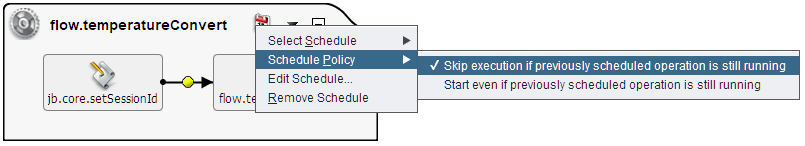 flow.temperatureConvert
Select Schedule
Schedule Policy
Edit Schedule...
Remove Schedule
✓ Skip execution if previously scheduled operation is still running
Start even if previously scheduled operation is still running
jb.core.setSessionId
flow.te